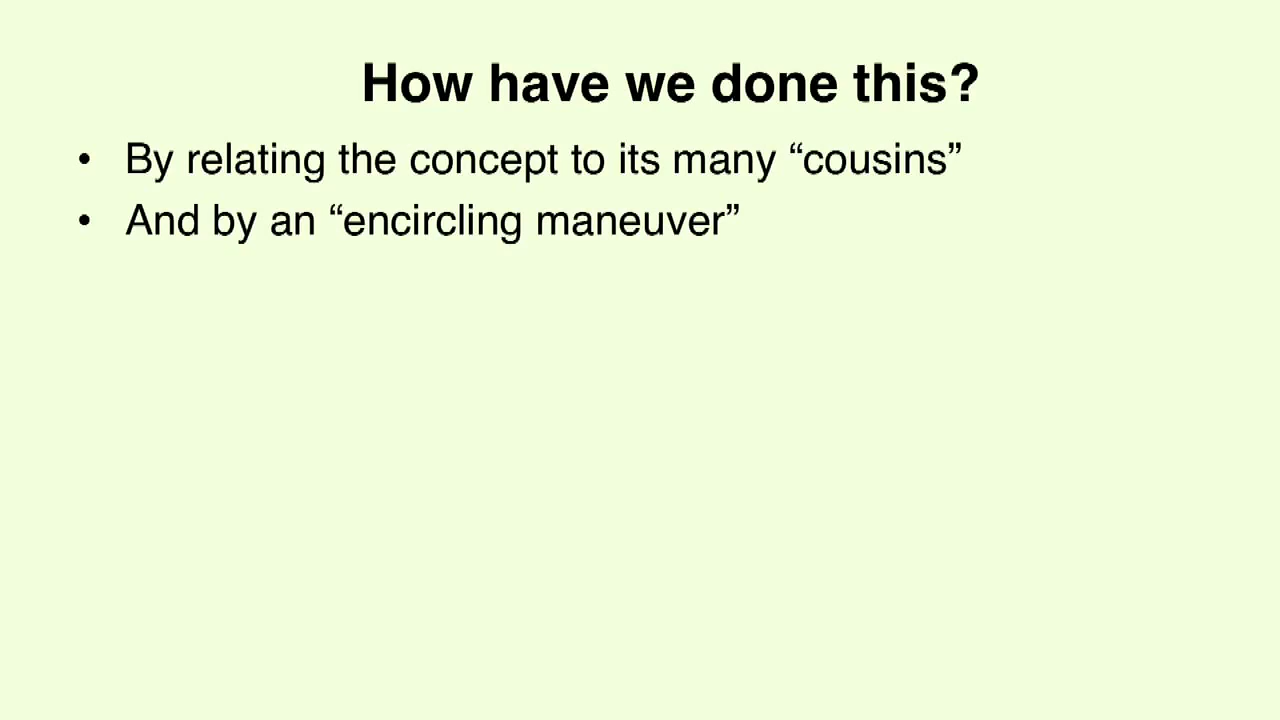 How have we done this?
• By relating the concept to its many “cousins”
• And by an “encircling maneuver”